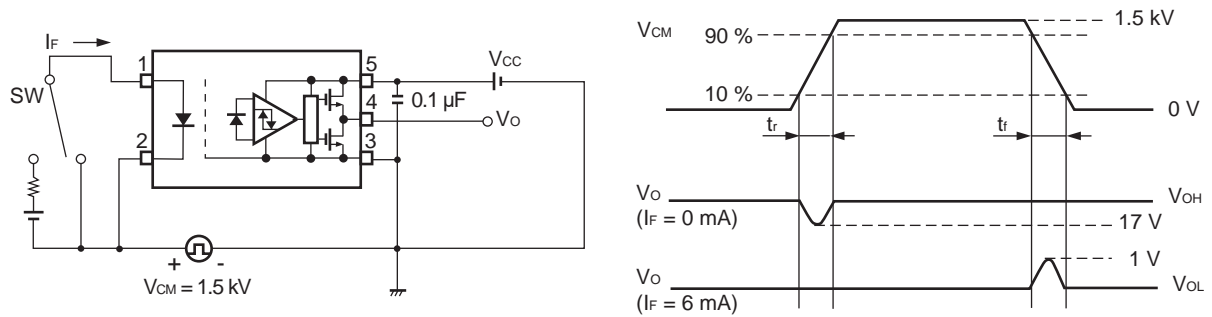 IF
SW
1
2
5
4
3
0.1 μF
VCC
VO
+ -
VCM = 1.5 kV
VCM
90 %
10 %
1.5 kV
0 V
tr
tf
VO
(IF = 0 mA)
VOH
17 V
1 V
VO
(IF = 6 mA)
VOL